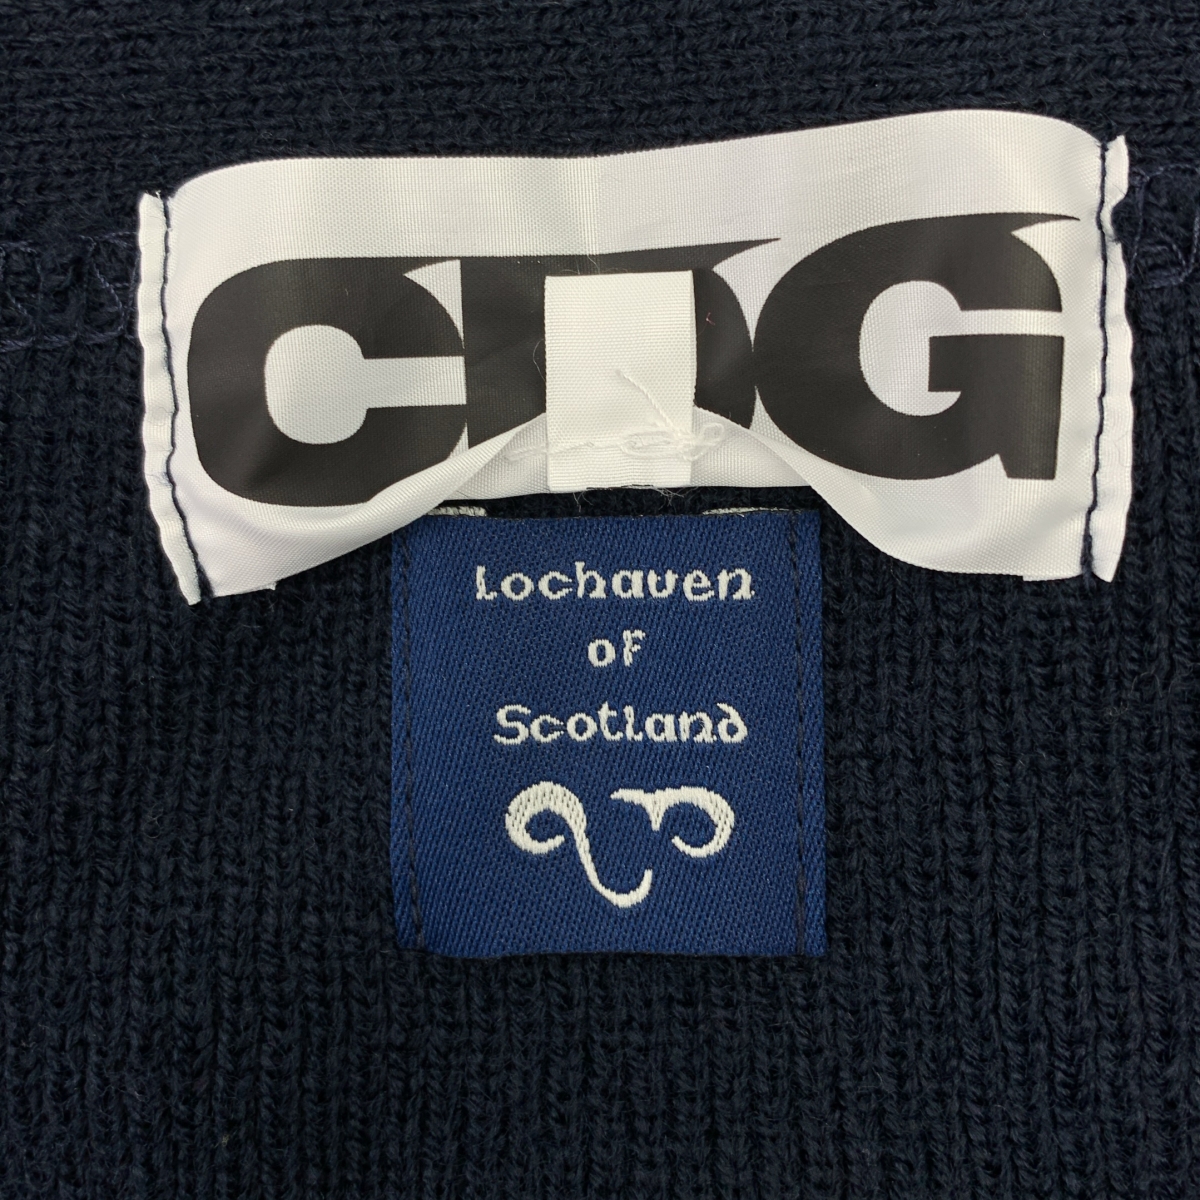 CDG
Lochaven
of
Scotland